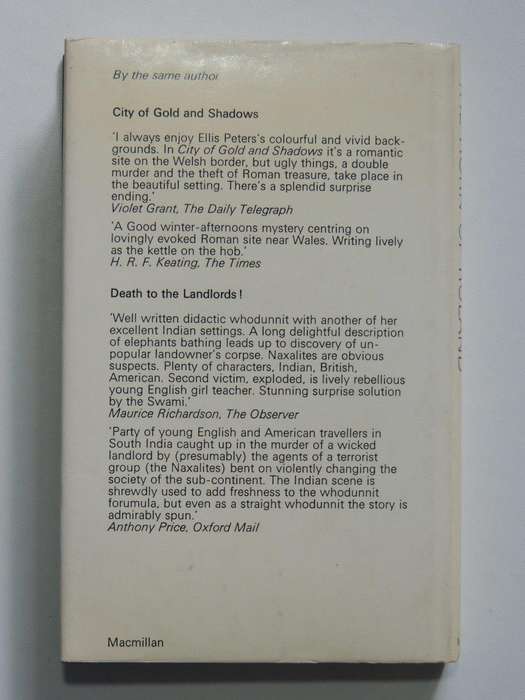 By the same author
City of Gold and Shadows
'I always enjoy Ellis Peters's colourful and vivid back-
grounds. In City of Gold and Shadows it's a romantic
site on the Welsh border, but ugly things, a double
murder and the theft of Roman treasure, take place in
the beautiful setting. There's a splendid surprise
ending.'
Violet Grant, The Daily Telegraph
'A Good winter-afternoons mystery centring on
lovingly evoked Roman site near Wales. Writing lively
as the kettle on the hob.'
H. R. F. Keating, The Times
Death to the Landlords!
'Well written didactic whodunnit with another of her
excellent Indian settings. A long delightful description
of elephants bathing leads up to discovery of un-
popular landowner's corpse. Naxalites are obvious
suspects. Plenty of characters, Indian, British,
American. Second victim, exploded, is lively rebellious
young English girl teacher. Stunning surprise solution
by the Swami.'
Maurice Richardson, The Observer
'Party of young English and American travellers in
South India caught up in the murder of a wicked
landlord by (presumably) the agents of a terrorist
group (the Naxalites) bent on violently changing the
society of the sub-continent. The Indian scene is
shrewdly used to add freshness to the whodunnit
forumula, but even as a straight whodunnit the story is
admirably spun.'
Anthony Price, Oxford Mail
Macmillan